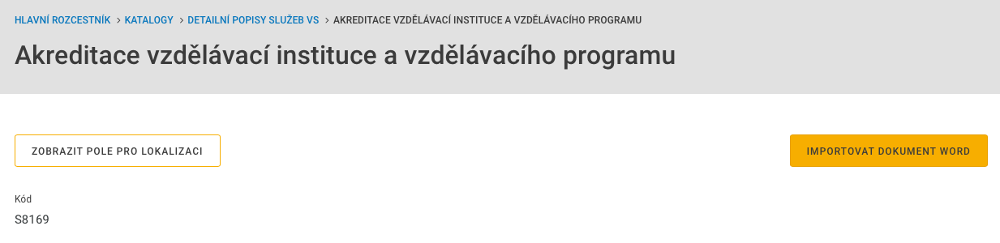 HLAVNÍ ROZCESTNÍK > KATALOGY > DETAILNÍ POPISY SLUŽEB VS > AKREDITACE VZDĚLÁVACÍ INSTITUCE A VZDĚLÁVACÍHO PROGRAMU
Akreditace vzdělávací instituce a vzdělávacího programu
ZOBRAZIT POLE PRO LOKALIZACI
IMPORTOVAT DOKUMENT WORD
Kód
S8169